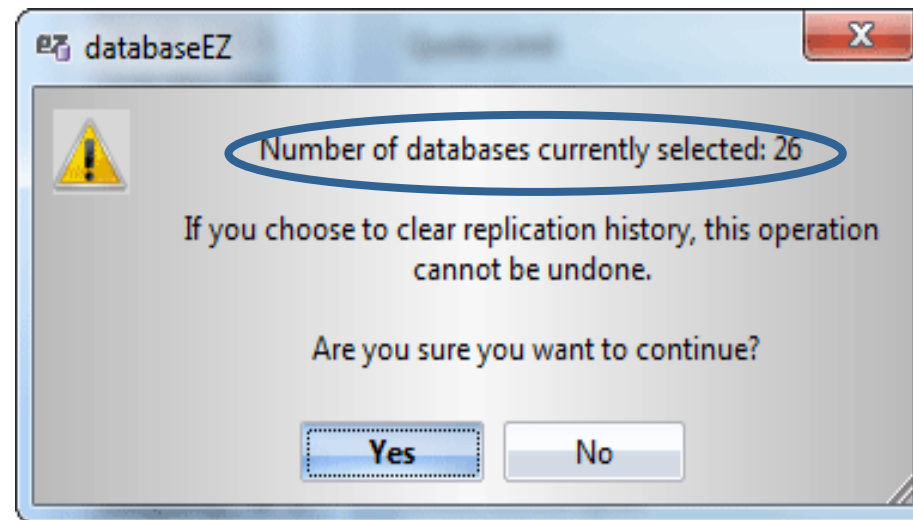 databaseEZ
Number of databases currently selected: 26
If you choose to clear replication history, this operation
cannot be undone.
Are you sure you want to continue?
Yes
No